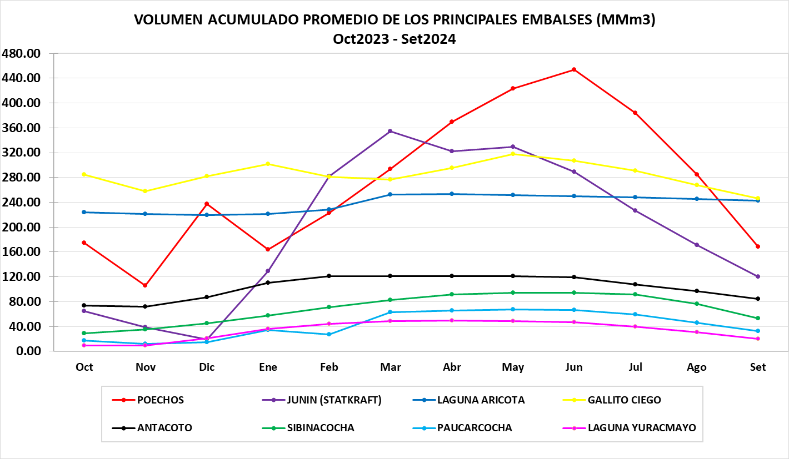 VOLUMEN ACUMULADO PROMEDIO DE LOS PRINCIPALES EMBALSES (MMm3)
Oct2023 - Set2024
480.00
440.00
400.00
360.00
320.00
280.00
240.00
200.00
160.00
120.00
80.00
40.00
0.00
Oct Nov Dic Ene Feb Mar Abr May Jun Jul Ago Set
POECHOS JUNIN (STATKRAFT) LAGUNA ARICOTA GALLITO CIEGO
ANTACOTO SIBINACOCHA PAUCARCOCHA LAGUNA YURACMAYO